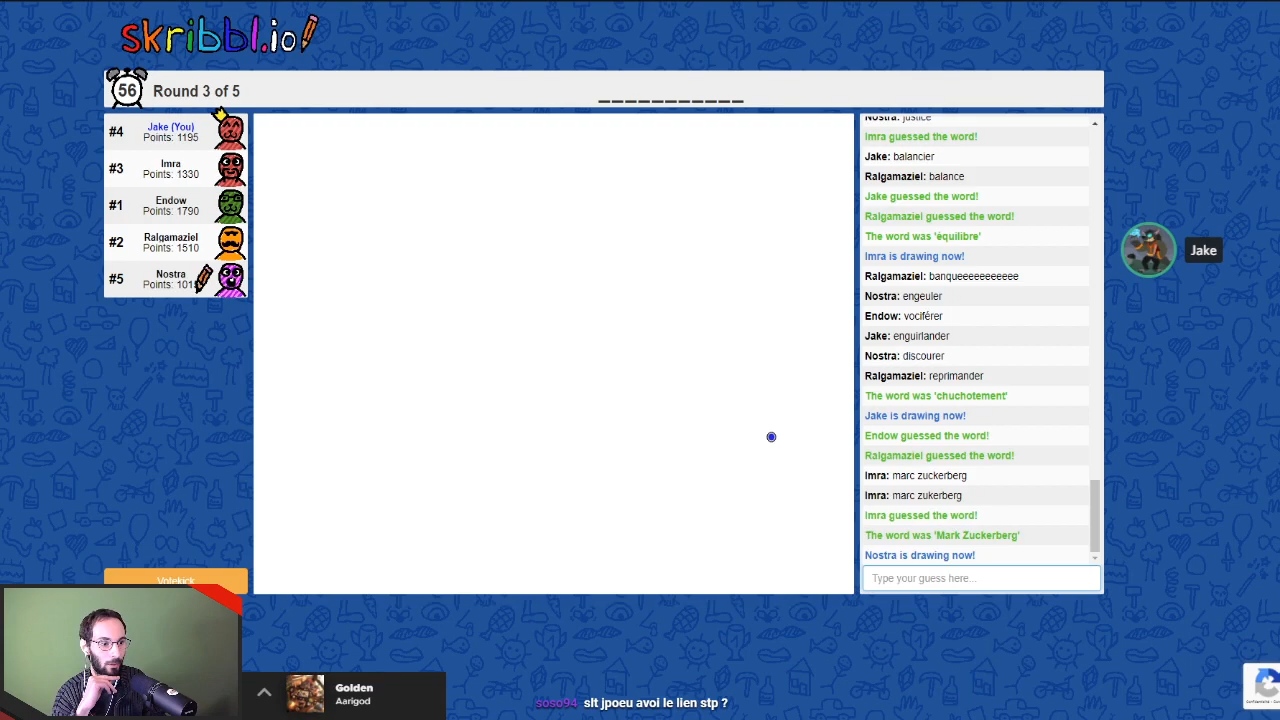 skribbl.io
56
Round 3 of 5
___________
#4
Jake (You)
Points: 1195
#3
Imra
Points: 1330
#1
Endow
Points: 1790
#2
Ralgamaziel
Points: 1510
#5
Nostra
Votekick
Nostra: justice
Imra guessed the word!
Jake: balancier
Ralgamaziel: balance
Jake guessed the word!
Ralgamaziel guessed the word!
The word was 'équilibre'
Imra is drawing now!
Ralgamaziel: banqueeeeeeeeeee
Nostra: engeuler
Endow: vociférer
Jake: enguirlander
Nostra: discourer
Ralgamaziel: reprimander
The word was 'chuchotement'
Jake is drawing now!
Endow guessed the word!
Ralgamaziel guessed the word!
Imra: marc zuckerberg
Imra: marc zukerberg
Imra guessed the word!
The word was 'Mark Zuckerberg'
Nostra is drawing now!
Type your guess here...
Jake
Golden
Aarigod
soso94 slt jpoeu avoi le lien stp ?